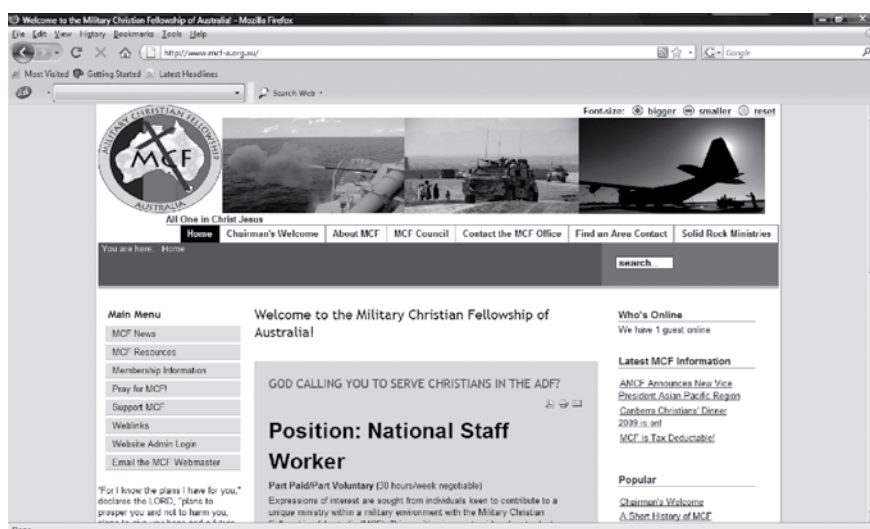 Welcome to the Military Christian Fellowship of Australia! - Mozilla Firefox
File Edit View History Bookmarks Tools Help
http://www.mcf-a.org.au/
Google
Most Visited Getting Started Latest Headlines
Search Web
Font-size: bigger smaller reset
MILITARY CHRISTIAN FELLOWSHIP
MCF
AUSTRALIA
All One in Christ Jesus
Home Chairman's Welcome About MCF MCF Council Contact the MCF Office Find an Area Contact Solid Rock Ministries
You are here: Home
search...
Main Menu
MCF News
MCF Resources
Membership Information
Pray for MCF!
Support MCF
Weblinks
Website Admin Login
Email the MCF Webmaster
"For I know the plans I have for you,"
declares the LORD, "plans to
prosper you and not to harm you,
plans to give you hope and a future
Welcome to the Military Christian Fellowship of
Australia!
GOD CALLING YOU TO SERVE CHRISTIANS IN THE ADF?
Position: National Staff
Worker
Part Paid/Part Voluntary (30 hours/week negotiable)
Expressions of interest are sought from individuals keen to contribute to a
unique ministry within a military environment with the Military Christian
Who's Online
We have 1 guest online
Latest MCF Information
AMCF Announces New Vice
President Asian Pacific Region
Canberra Christians' Dinner
2009 is on!
MCF is Tax Deductable!
Popular
Chairman's Welcome
A Short History of MCF